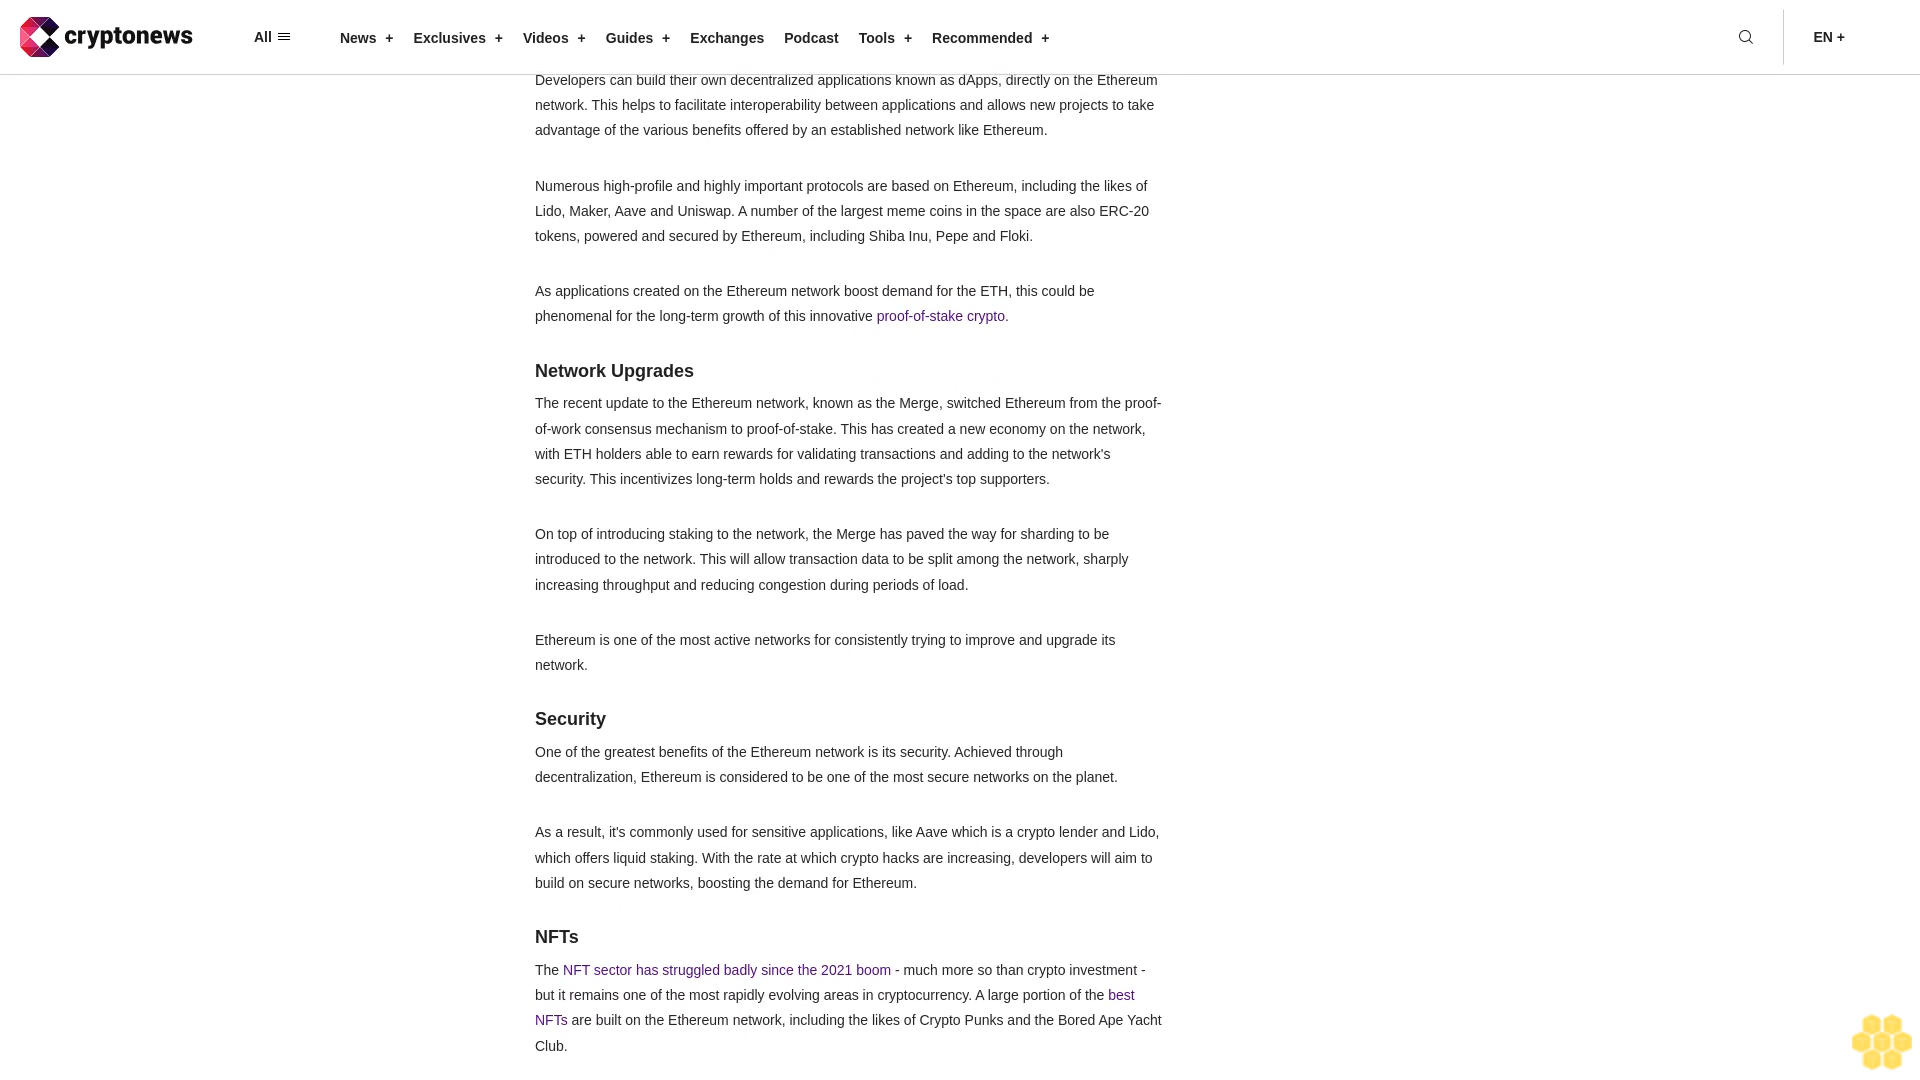 cryptonews
All
News +
Exclusives +
Videos +
Guides +
Exchanges
Podcast
Tools +
Recommended +
EN +
Developers can build their own decentralized applications known as dApps, directly on the Ethereum
network. This helps to facilitate interoperability between applications and allows new projects to take
advantage of the various benefits offered by an established network like Ethereum.
Numerous high-profile and highly important protocols are based on Ethereum, including the likes of
Lido, Maker, Aave and Uniswap. A number of the largest meme coins in the space are also ERC-20
tokens, powered and secured by Ethereum, including Shiba Inu, Pepe and Floki.
As applications created on the Ethereum network boost demand for the ETH, this could be
phenomenal for the long-term growth of this innovative proof-of-stake crypto.
Network Upgrades
The recent update to the Ethereum network, known as the Merge, switched Ethereum from the proof-
of-work consensus mechanism to proof-of-stake. This has created a new economy on the network,
with ETH holders able to earn rewards for validating transactions and adding to the network's
security. This incentivizes long-term holds and rewards the project's top supporters.
On top of introducing staking to the network, the Merge has paved the way for sharding to be
introduced to the network. This will allow transaction data to be split among the network, sharply
increasing throughput and reducing congestion during periods of load.
Ethereum is one of the most active networks for consistently trying to improve and upgrade its
network.
Security
One of the greatest benefits of the Ethereum network is its security. Achieved through
decentralization, Ethereum is considered to be one of the most secure networks on the planet.
As a result, it's commonly used for sensitive applications, like Aave which is a crypto lender and Lido,
which offers liquid staking. With the rate at which crypto hacks are increasing, developers will aim to
build on secure networks, boosting the demand for Ethereum.
NFTs
The NFT sector has struggled badly since the 2021 boom - much more so than crypto investment -
but it remains one of the most rapidly evolving areas in cryptocurrency. A large portion of the best
NFTs are built on the Ethereum network, including the likes of Crypto Punks and the Bored Ape Yacht
Club.